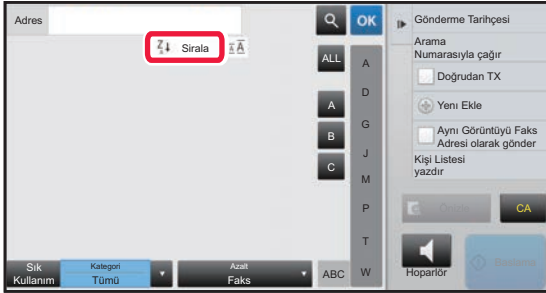 Adres
OK
Sirala
ALL
A
B
C
A
D
G
J
M
P
T
W
ABC
Sık
Kullanım
Kategori
Tümü
Azalt
Faks
Gönderme Tarihçesi
Arama
Numarasıyla çağır
Doğrudan TX
Yenı Ekle
Aynı Görüntüyü Faks
Adresi olarak gönder
Kişi Listesi
yazdır
CA
Hoparlör